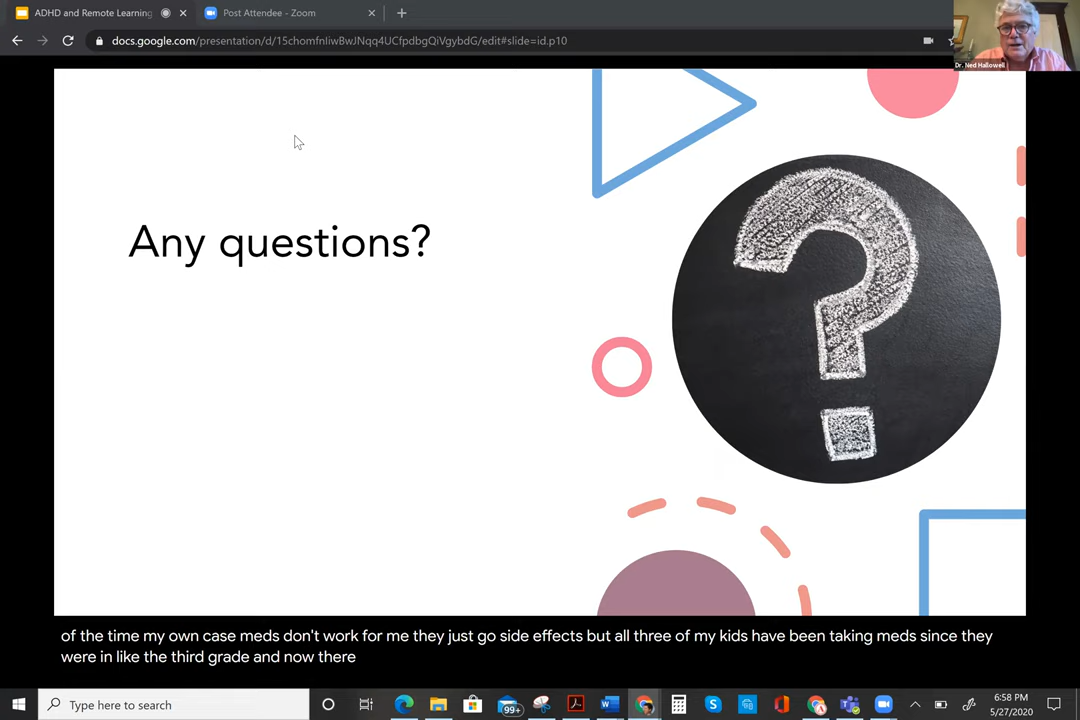 ADHD and Remote Learning
Post Attendee - Zoom
docs.google.com/presentation/d/15chomfnIiwBwJNqq4UCfpdbgQiVgybdG/edit#slide=id.p10
Dr. Ned Hallowell
Any questions?
?
of the time my own case meds don't work for me they just go side effects but all three of my kids have been taking meds since they
were in like the third grade and now there
Type here to search
99+
6:58 PM
5/27/2020